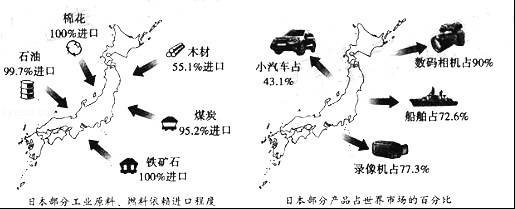 棉花
100%进口
石油
99.7%进口
木材
55.1%进口
煤炭
95.2%进口
铁矿石
100%进口
日本部分工业原料、燃料依赖进口程度
小汽车占
43.1%
数码相机占90%
船舶占72.6%
录像机占77.3%
日本部分产品占世界市场的百分比